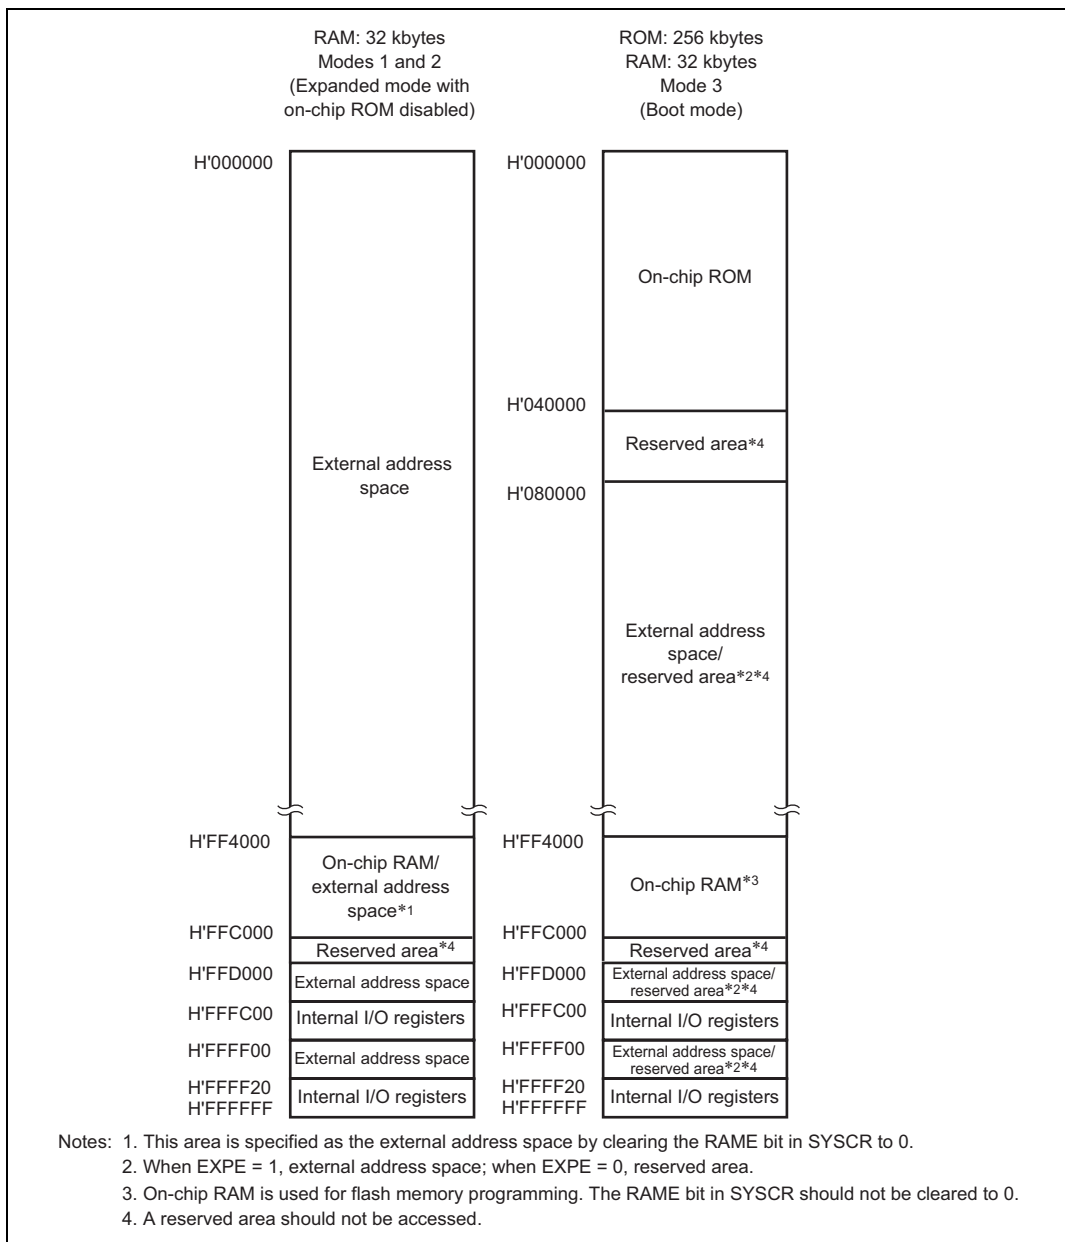 RAM: 32 kbytes
Modes 1 and 2
(Expanded mode with
on-chip ROM disabled)
H'000000
External address
space
H'FF4000
On-chip RAM/
external address
space*1
H'FFC000
Reserved area*4
H'FFD000
External address space
H'FFFC00
Internal I/O registers
H'FFFF00
External address space
H'FFFF20
Internal I/O registers
H'FFFFFF
ROM: 256 kbytes
RAM: 32 kbytes
Mode 3
(Boot mode)
H'000000
On-chip ROM
H'040000
Reserved area*4
H'080000
External address
space/
reserved area*2*4
H'FF4000
On-chip RAM*3
H'FFC000
Reserved area*4
H'FFD000
External address space/
reserved area*2*4
H'FFFC00
Internal I/O registers
H'FFFF00
External address space/
reserved area*2*4
H'FFFF20
Internal I/O registers
H'FFFFFF
Notes: 1. This area is specified as the external address space by clearing the RAME bit in SYSCR to 0.
2. When EXPE = 1, external address space; when EXPE = 0, reserved area.
3. On-chip RAM is used for flash memory programming. The RAME bit in SYSCR should not be cleared to 0.
4. A reserved area should not be accessed.